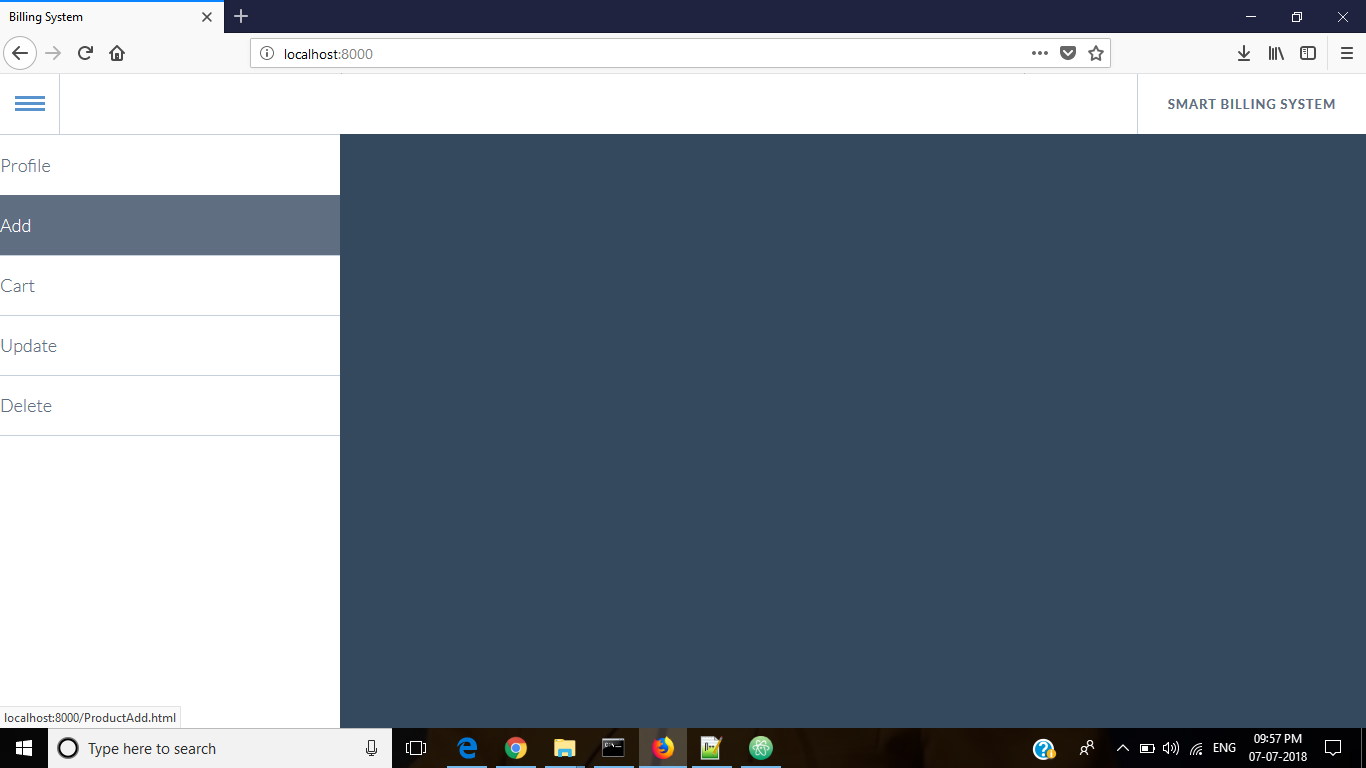 Billing System
localhost:8000
SMART BILLING SYSTEM
Profile
Add
Cart
Update
Delete
localhost:8000/ProductAdd.html
Type here to search
ENG
09:57 PM
07-07-2018